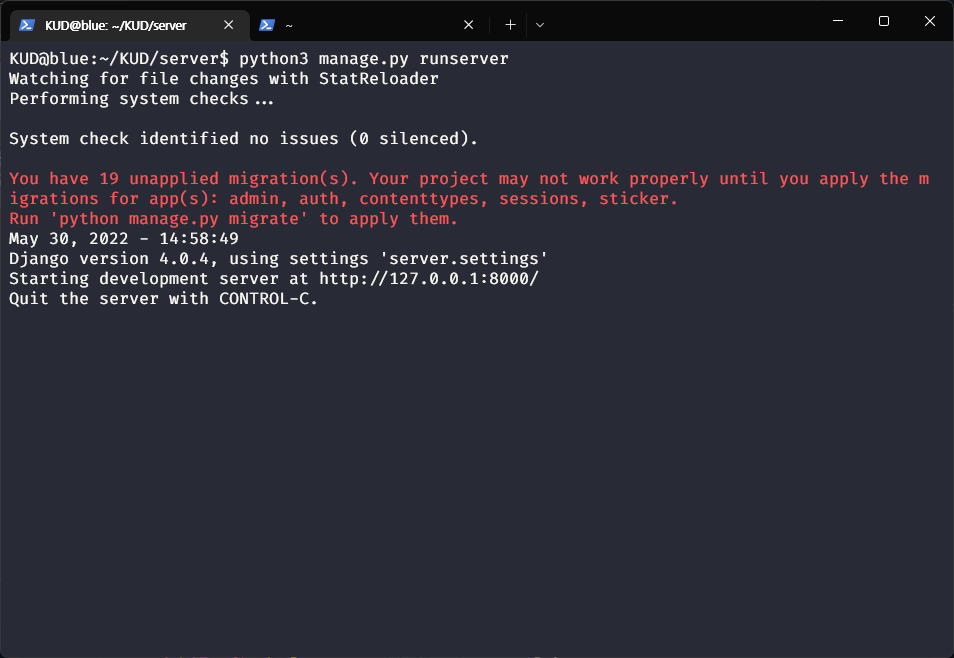 KUD@blue: ~/KUD/server
~
KUD@blue:~/KUD/server$ python3 manage.py runserver
Watching for file changes with StatReloader
Performing system checks...
System check identified no issues (0 silenced).
You have 19 unapplied migration(s). Your project may not work properly until you apply the m
igrations for app(s): admin, auth, contenttypes, sessions, sticker.
Run 'python manage.py migrate' to apply them.
May 30, 2022 - 14:58:49
Django version 4.0.4, using settings 'server.settings'
Starting development server at http://127.0.0.1:8000/
Quit the server with CONTROL-C.